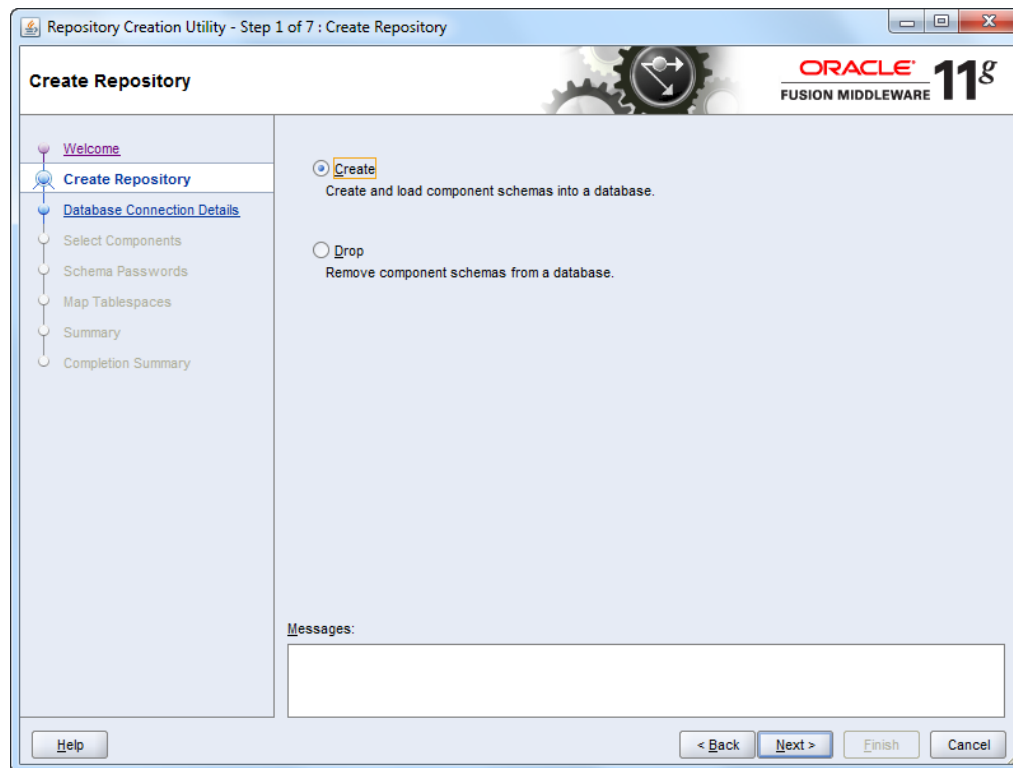 Repository Creation Utility - Step 1 of 7 : Create Repository
Create Repository
ORACLE
FUSION MIDDLEWARE 11g
Welcome
Create Repository
Database Connection Details
Select Components
Schema Passwords
Map Tablespaces
Summary
Completion Summary
Create
Create and load component schemas into a database.
Drop
Remove component schemas from a database.
Messages:
Help
< Back
Next >
Finish
Cancel